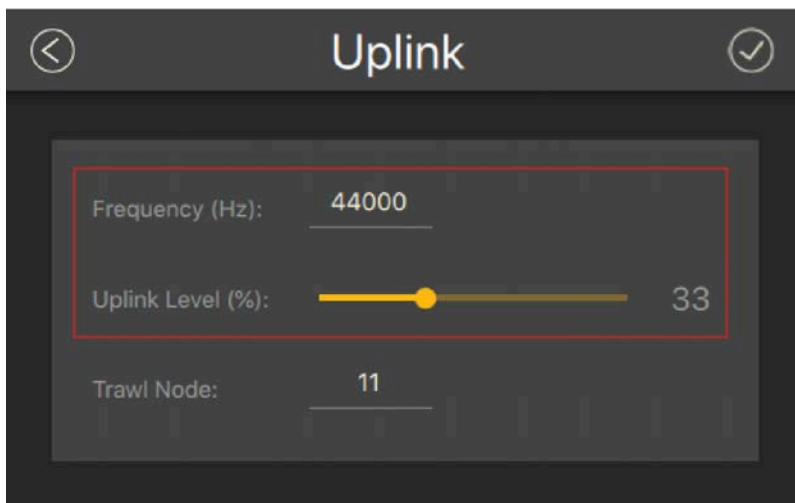 Uplink
Frequency (Hz): 44000
Uplink Level (%): 33
Trawl Node: 11